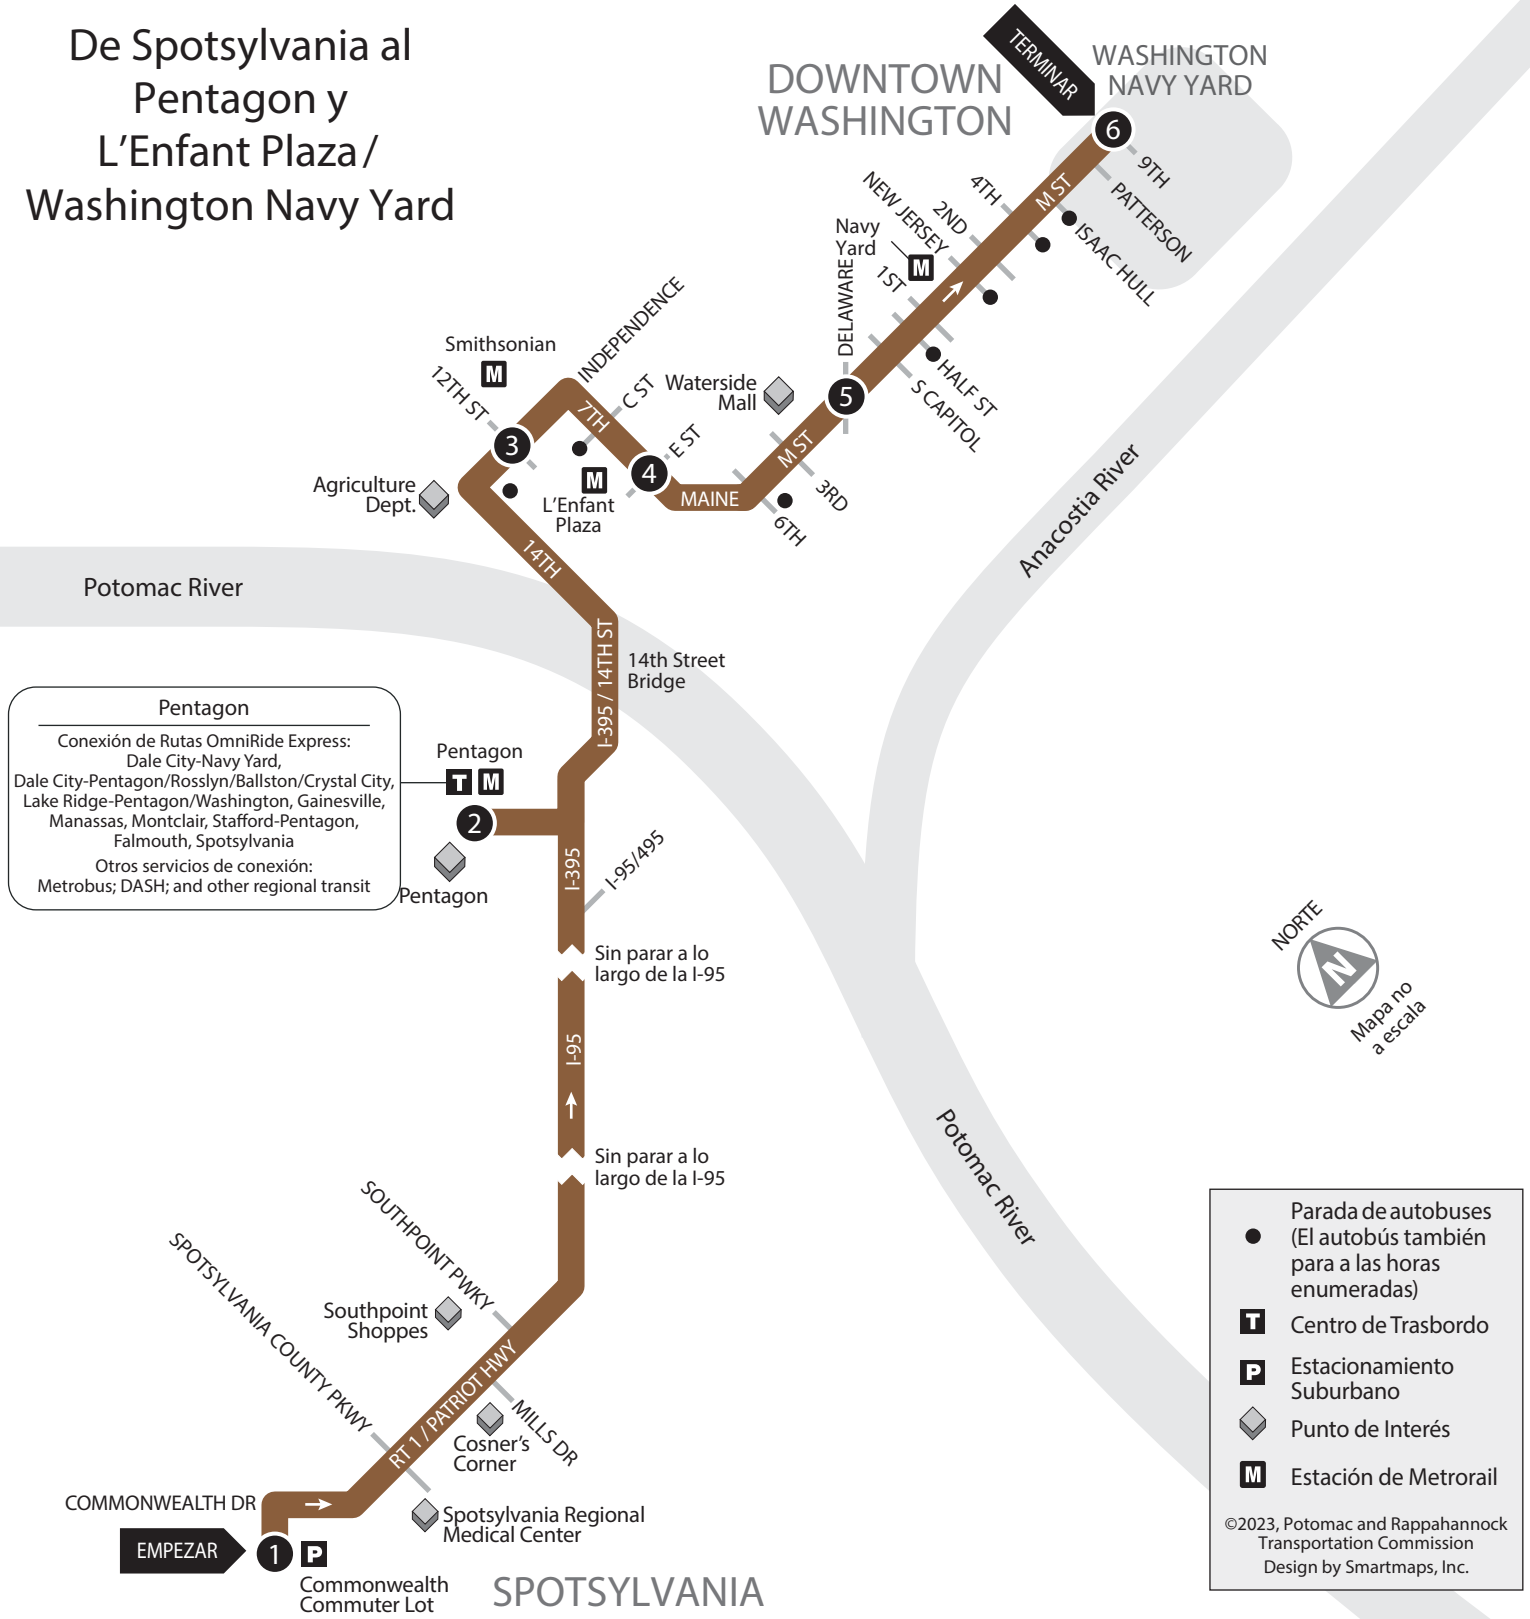 De Spotsylvania al
Pentagon y
L'Enfant Plaza/
Washington Navy Yard
DOWNTOWN
WASHINGTON
TERMINAR
WASHINGTON
NAVY YARD
6
9TH
PATTERSON
ISAAC HULL
M ST
4TH
2ND
NEW JERSEY
Navy
Yard
M
1ST
DELAWARE
HALF ST
S CAPITOL
5
Waterside
Mall
M ST
3RD
6TH
MAINE
INDEPENDENCE
Smithsonian
M
12TH ST
3
7TH
C ST
E ST
4
M
L'Enfant
Plaza
Agriculture
Dept.
14TH
Potomac River
Anacostia River
I-395 / 14TH ST
14th Street
Bridge
Pentagon
Conexión de Rutas OmniRide Express:
Dale City-Navy Yard,
Dale City-Pentagon/Rosslyn/Ballston/Crystal City,
Lake Ridge-Pentagon/Washington, Gainesville,
Manassas, Montclair, Stafford-Pentagon,
Falmouth, Spotsylvania
Otros servicios de conexión:
Metrobus; DASH; and other regional transit
Pentagon
T M
2
Pentagon
I-395
I-95/495
Sin parar a lo
largo de la I-95
I-95
Sin parar a lo
largo de la I-95
NORTE
N
Mapa no
a escala
Potomac River
SOUTHPOINT PWKY
SPOTSYLVANIA COUNTY PKWY
Southpoint
Shoppes
RT 1 / PATRIOT HWY
MILLS DR
Cosner's
Corner
COMMONWEALTH DR
Spotsylvania Regional
Medical Center
EMPEZAR
1
P
Commonwealth
Commuter Lot
SPOTSYLVANIA
Parada de autobuses
(El autobús también
para a las horas
enumeradas)
T Centro de Trasbordo
P Estacionamiento
Suburbano
Punto de Interés
M Estación de Metrorail
©2023, Potomac and Rappahannock
Transportation Commission
Design by Smartmaps, Inc.